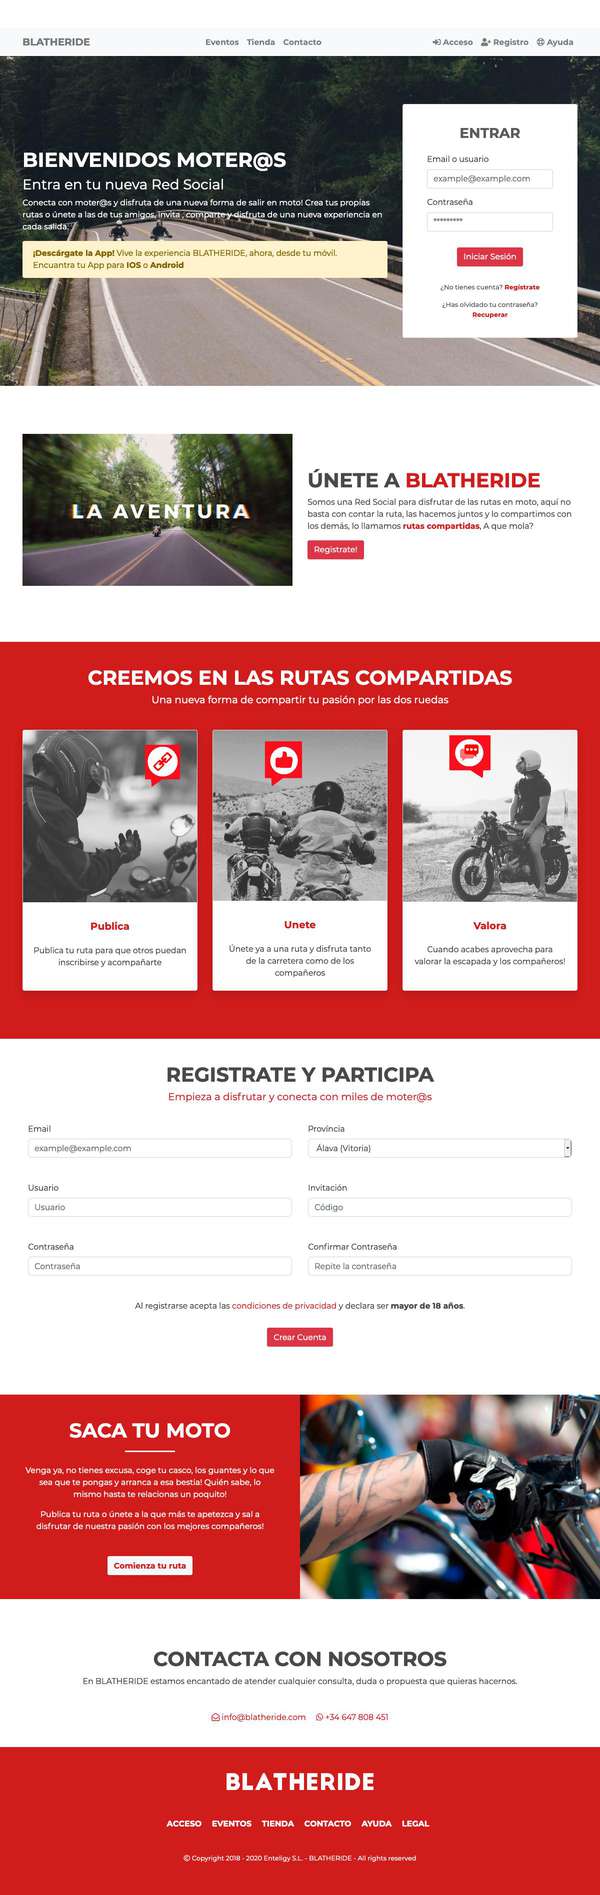 BLATHERIDE
Eventos Tienda Contacto
Acceso Registro Ayuda
BIENVENIDOS MOTER@S
Entra en tu nueva Red Social
Conecta con moter@s y disfruta de una nueva forma de salir en moto! Crea tus propias
rutas o únete a las de tus amigos, invita , comparte y disfruta de una nueva experiencia en
cada salida.
¡Descárgate la App! Vive la experiencia BLATHERIDE, ahora, desde tu móvil.
Encuentra tu App para IOS o Android
ENTRAR
Email o usuario
example@example.com
Contraseña
*********
Iniciar Sesión
¿No tienes cuenta? Regístrate
¿Has olvidado tu contraseña?
Recuperar
LA AVENTURA
ÚNETE A BLATHERIDE
Somos una Red Social para disfrutar de las rutas en moto, aquí no
basta con contar la ruta, las hacemos juntos y lo compartimos con
los demás, lo llamamos rutas compartidas, A que mola?
Registrate!
CREEMOS EN LAS RUTAS COMPARTIDAS
Una nueva forma de compartir tu pasión por las dos ruedas
Publica
Publica tu ruta para que otros puedan
inscribirse y acompañarte
Unete
Únete ya a una ruta y disfruta tanto
de la carretera como de los
compañeros
Valora
Cuando acabes aprovecha para
valorar la escapada y los compañeros!
REGISTRATE Y PARTICIPA
Empieza a disfrutar y conecta con miles de moter@s
Email
example@example.com
Província
Álava (Vitoria)
Usuario
Usuario
Invitación
Código
Contraseña
Contraseña
Confirmar Contraseña
Repite la contraseña
Al registrarse acepta las condiciones de privacidad y declara ser mayor de 18 años.
Crear Cuenta
SACA TU MOTO
Venga ya, no tienes excusa, coge tu casco, los guantes y lo que
sea que te pongas y arranca a esa bestia! Quién sabe, lo
mismo hasta te relacionas un poquito!
Publica tu ruta o únete a la que más te apetezca y sal a
disfrutar de nuestra pasión con los mejores compañeros!
Comienza tu ruta
CONTACTA CON NOSOTROS
En BLATHERIDE estamos encantado de atender cualquier consulta, duda o propuesta que quieras hacernos.
info@blatheride.com +34 647 808 451
BLATHERIDE
ACCESO EVENTOS TIENDA CONTACTO AYUDA LEGAL
© Copyright 2018 - 2020 Enteligy S.L. - BLATHERIDE - All rights reserved